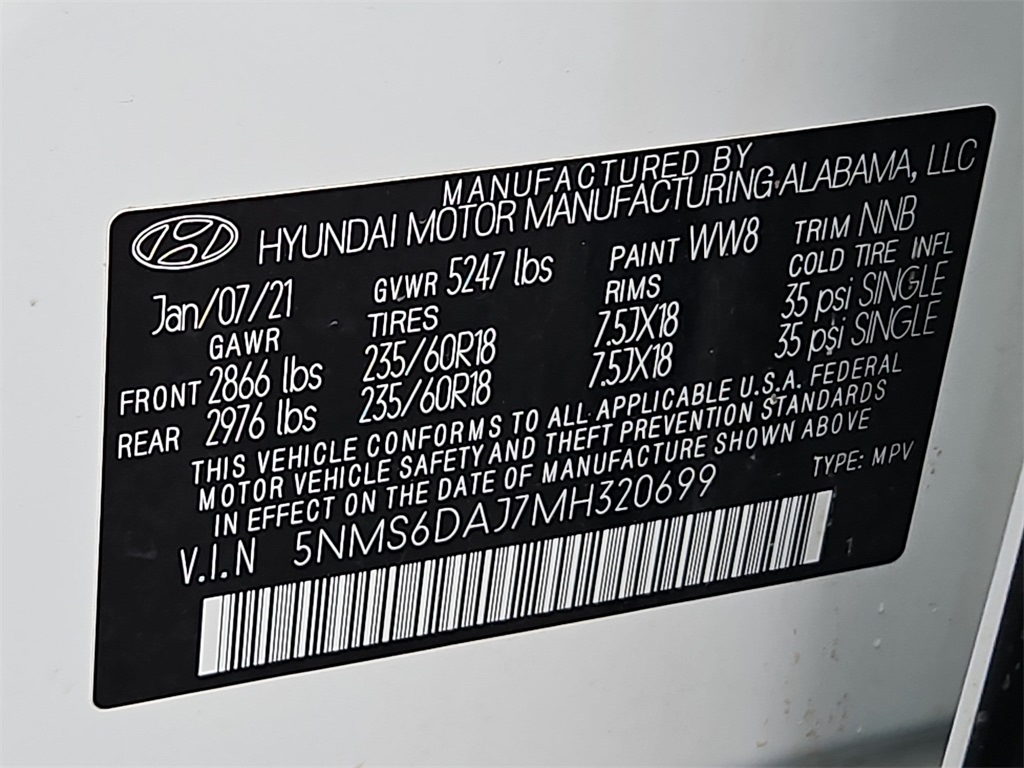 MANUFACTURED BY
HYUNDAI MOTOR MANUFACTURING ALABAMA, LLC
Jan/07/21 GVWR 5247 lbs PAINT WW8 TRIM NNB
GAWR TIRES RIMS COLD TIRE INFL
FRONT 2866 lbs 235/60R18 7.5JX18 35 psi SINGLE
REAR 2976 lbs 235/60R18 7.5JX18 35 psi SINGLE
THIS VEHICLE CONFORMS TO ALL APPLICABLE U.S.A. FEDERAL
MOTOR VEHICLE SAFETY AND THEFT PREVENTION STANDARDS
IN EFFECT ON THE DATE OF MANUFACTURE SHOWN ABOVE
V.I.N 5NMS6DAJ7MH320699 TYPE: MPV
1